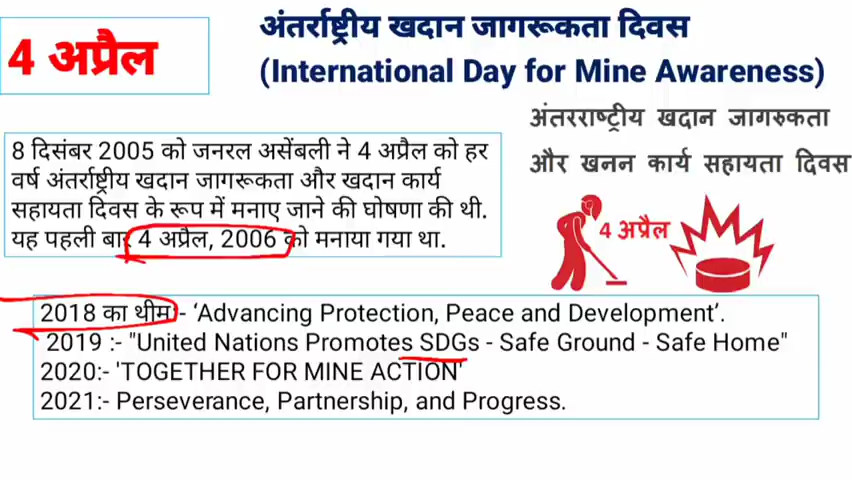 4 अप्रैल
अंतर्राष्ट्रीय खदान जागरूकता दिवस
(International Day for Mine Awareness)
अंतरराष्ट्रीय खदान जागरुकता
और खनन कार्य सहायता दिवस
4 अप्रैल
8 दिसंबर 2005 को जनरल असेंबली ने 4 अप्रैल को हर
वर्ष अंतर्राष्ट्रीय खदान जागरूकता और खदान कार्य
सहायता दिवस के रूप में मनाए जाने की घोषणा की थी.
यह पहली बार 4 अप्रैल, 2006 को मनाया गया था.
2018 का थीम:- ‘Advancing Protection, Peace and Development’.
2019 :- "United Nations Promotes SDGs - Safe Ground - Safe Home"
2020:- 'TOGETHER FOR MINE ACTION'
2021:- Perseverance, Partnership, and Progress.